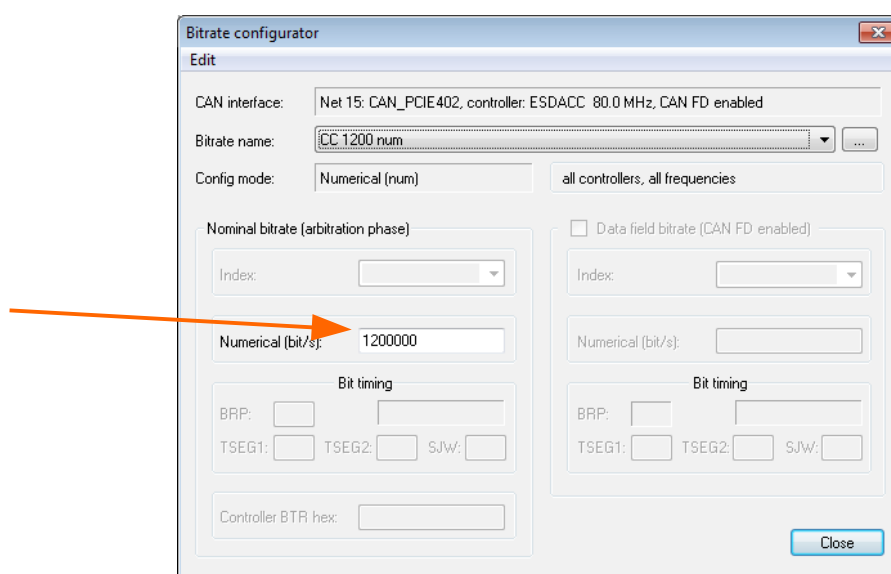 Bitrate configurator
Edit
CAN interface: Net 15: CAN_PCIE402, controller: ESDACC 80.0 MHz, CAN FD enabled
Bitrate name: CC 1200 num ...
Config mode: Numerical (num) all controllers, all frequencies
Nominal bitrate (arbitration phase)
Index:
Numerical (bit/s): 1200000
Bit timing
BRP:
TSEG1: TSEG2: SJW:
Controller BTR hex:
Data field bitrate (CAN FD enabled)
Index:
Numerical (bit/s):
Bit timing
BRP:
TSEG1: TSEG2: SJW:
Close